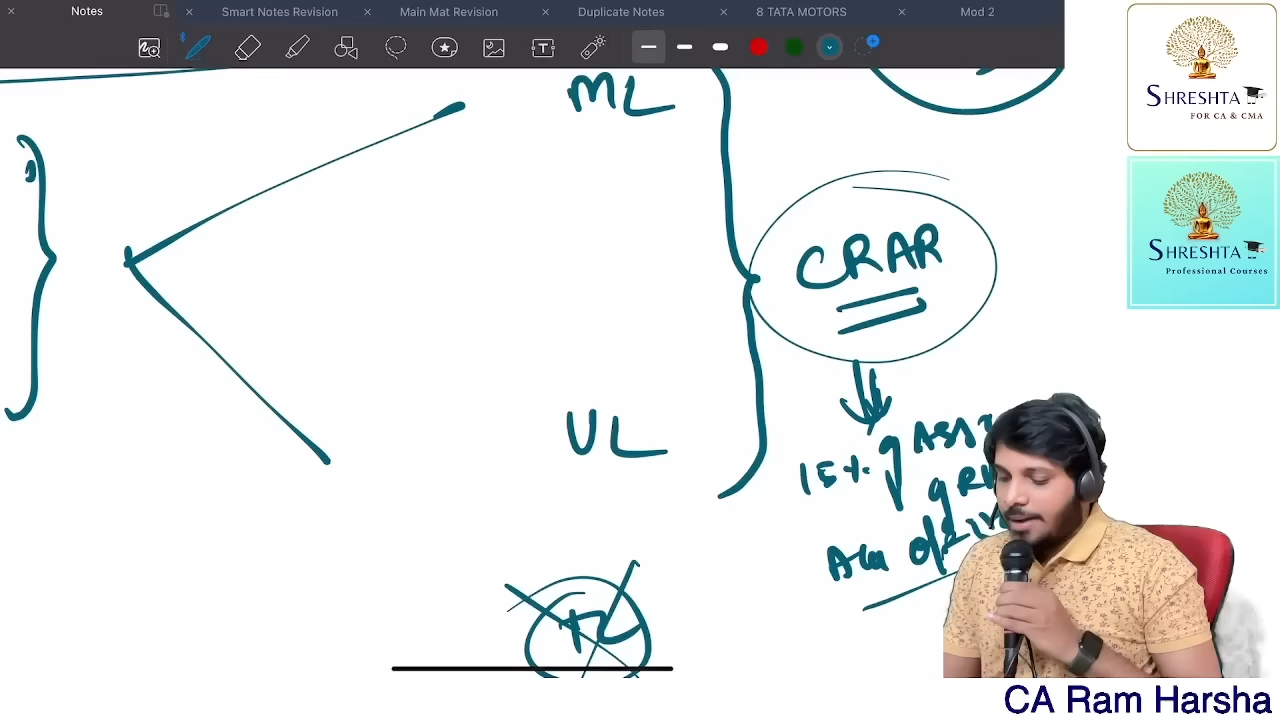 Notes
Smart Notes Revision
Main Mat Revision
Duplicate Notes
8 TATA MOTORS
Mod 2
T
SHRESHTA
FOR CA & CMA
ML
CRAR
SHRESHTA
Professional Courses
UL
15%
CA Ram Harsha